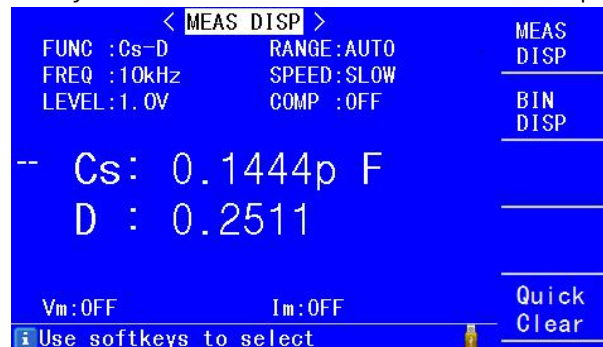 < MEAS DISP >
FUNC :Cs-D RANGE:AUTO
FREQ :10kHz SPEED:SLOW
LEVEL:1.0V COMP :OFF
-- Cs: 0.1444p F
D : 0.2511
Vm:OFF Im:OFF
Use softkeys to select
MEAS
DISP
BIN
DISP
Quick
Clear